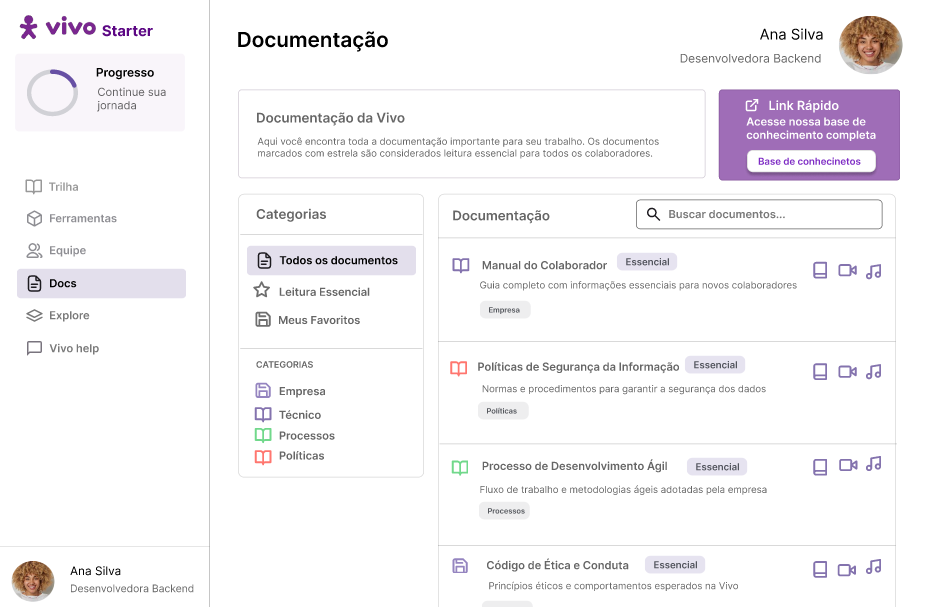 vivo Starter
Progresso
Continue sua
jornada
Trilha
Ferramentas
Equipe
Docs
Explore
Vivo help
Ana Silva
Desenvolvedora Backend
Documentação
Ana Silva
Desenvolvedora Backend
Documentação da Vivo
Aqui você encontra toda a documentação importante para seu trabalho. Os documentos
marcados com estrela são considerados leitura essencial para todos os colaboradores.
Link Rápido
Acesse nossa base de
conhecimento completa
Base de conhecinetos
Categorias
Todos os documentos
Leitura Essencial
Meus Favoritos
CATEGORIAS
Empresa
Técnico
Processos
Políticas
Documentação
Buscar documentos...
Manual do Colaborador Essencial
Guia completo com informações essenciais para novos colaboradores
Empresa
Políticas de Segurança da Informação Essencial
Normas e procedimentos para garantir a segurança dos dados
Políticas
Processo de Desenvolvimento Ágil Essencial
Fluxo de trabalho e metodologias ágeis adotadas pela empresa
Processos
Código de Ética e Conduta Essencial
Princípios éticos e comportamentos esperados na Vivo